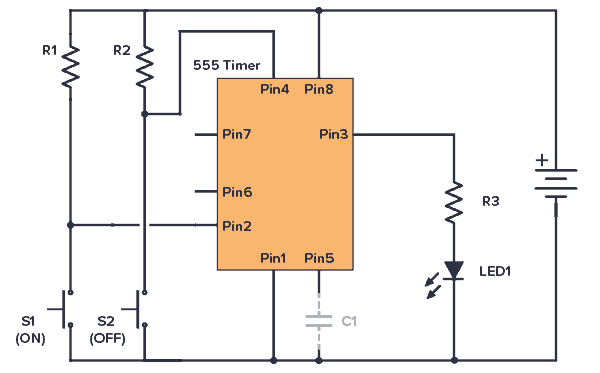 R1
R2
555 Timer
Pin4
Pin8
Pin7
Pin3
Pin6
Pin2
Pin1
Pin5
+
R3
LED1
S1
(ON)
S2
(OFF)
C1